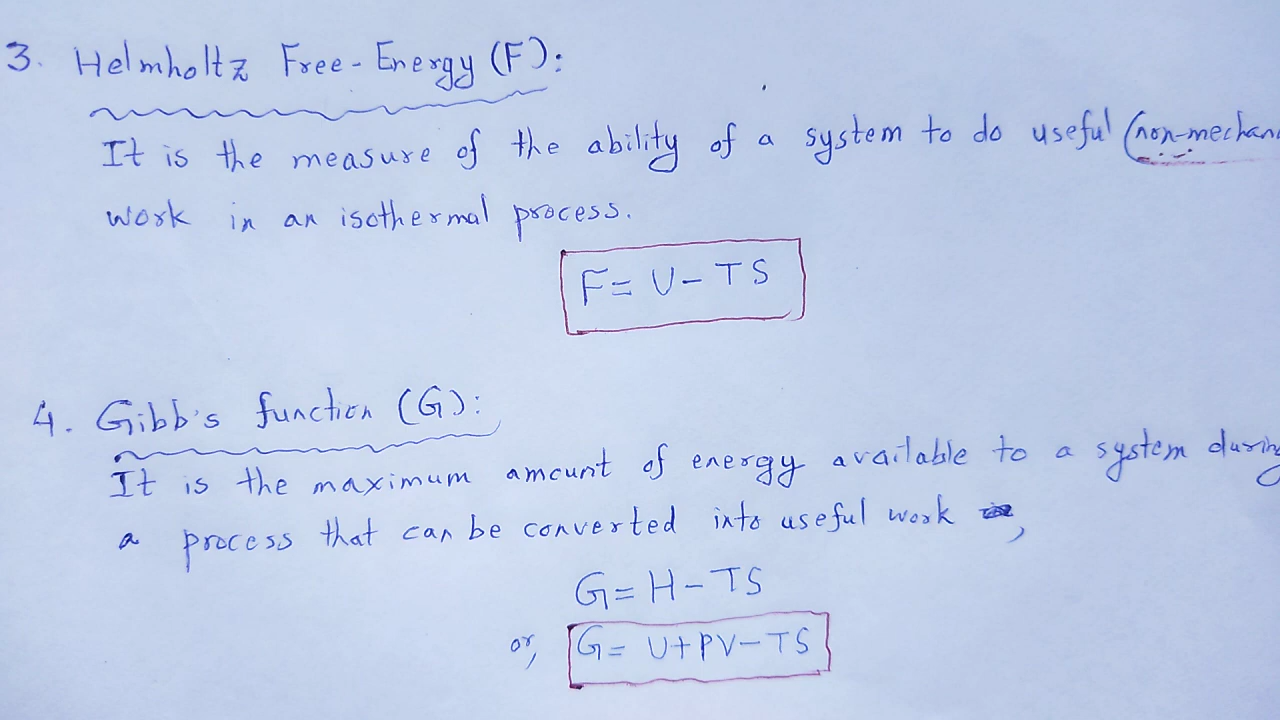 3. Helmholtz Free-Energy (F):
It is the measure of the ability of a system to do useful (non-mechan
work in an isothermal process.
F = U - TS
4. Gibb's function (G):
It is the maximum amount of energy available to a system during
a process that can be converted into useful work ,
G = H - TS
or, G = U + PV - TS